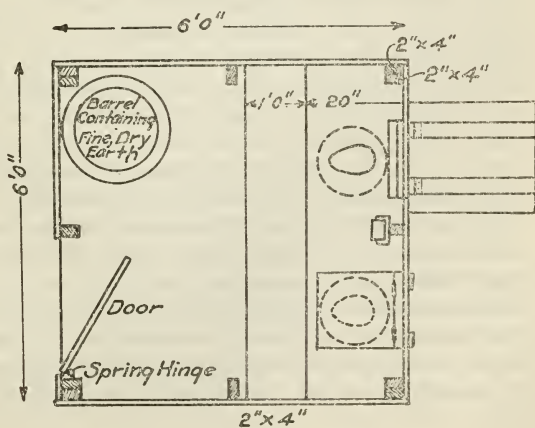 6'0"
2"x4"
2"x4"
6'0"
1'0"
20"
Barrel
Containing
Fine, Dry
Earth
Door
Spring Hinge
2"x4"